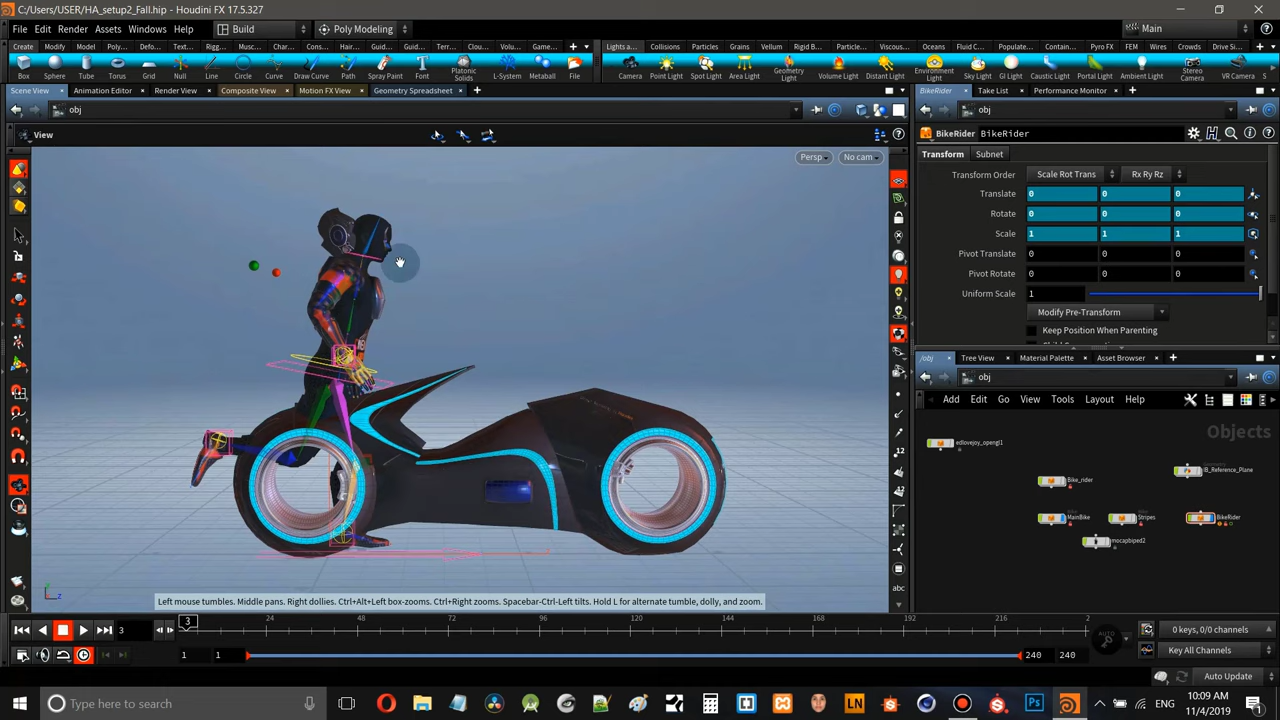 C:/Users/USER/HA_setup2_Fall.hip - Houdini FX 17.5.327
File Edit Render Assets Windows Help Build Poly Modeling Main
Create Modify Model Poly... Defo... Text... Rigg... Musc... Char... Cons... Hair... Guid... Guid... Terr... Clou... Volu... Game...
Lights a... Collisions Particles Grains Vellum Rigid B... Particle... Viscous... Oceans Fluid C... Populate... Contain... Pyro FX FEM Wires Crowds Drive Si...
Box Sphere Tube Torus Grid Null Line Circle Curve Draw Curve Path Spray Paint Font Platonic Solids L-System Metaball File
Camera Point Light Spot Light Area Light Geometry Light Volume Light Distant Light Environment Light Sky Light GI Light Caustic Light Portal Light Ambient Light Stereo Camera VR Camera S
Scene View Animation Editor Render View Composite View Motion FX View Geometry Spreadsheet
BikeRider Take List Performance Monitor
obj
obj
View
BikeRider BikeRider
Persp No cam
Transform Subnet
Transform Order Scale Rot Trans Rx Ry Rz
Translate 0 0 0
Rotate 0 0 0
Scale 1 1 1
Pivot Translate 0 0 0
Pivot Rotate 0 0 0
Uniform Scale 1
Modify Pre-Transform
Keep Position When Parenting
/obj Tree View Material Palette Asset Browser
obj
Add Edit Go View Tools Layout Help
Objects
edlovejoy_opengl1
Bike_rider
B_Reference_Plane
MainBike
Stripes
BikeRider
mocapbiped2
12
12
abc
Left mouse tumbles. Middle pans. Right dollies. Ctrl+Alt+Left box-zooms. Ctrl+Right zooms. Spacebar-Ctrl-Left tilts. Hold L for alternate tumble, dolly, and zoom.
3 3 24 48 72 96 120 144 168 192 216 2
AUTO
0 keys, 0/0 channels
1 1 240 240
Key All Channels
Auto Update
Type here to search
LN
Ps
ENG
10:09 AM
11/4/2019